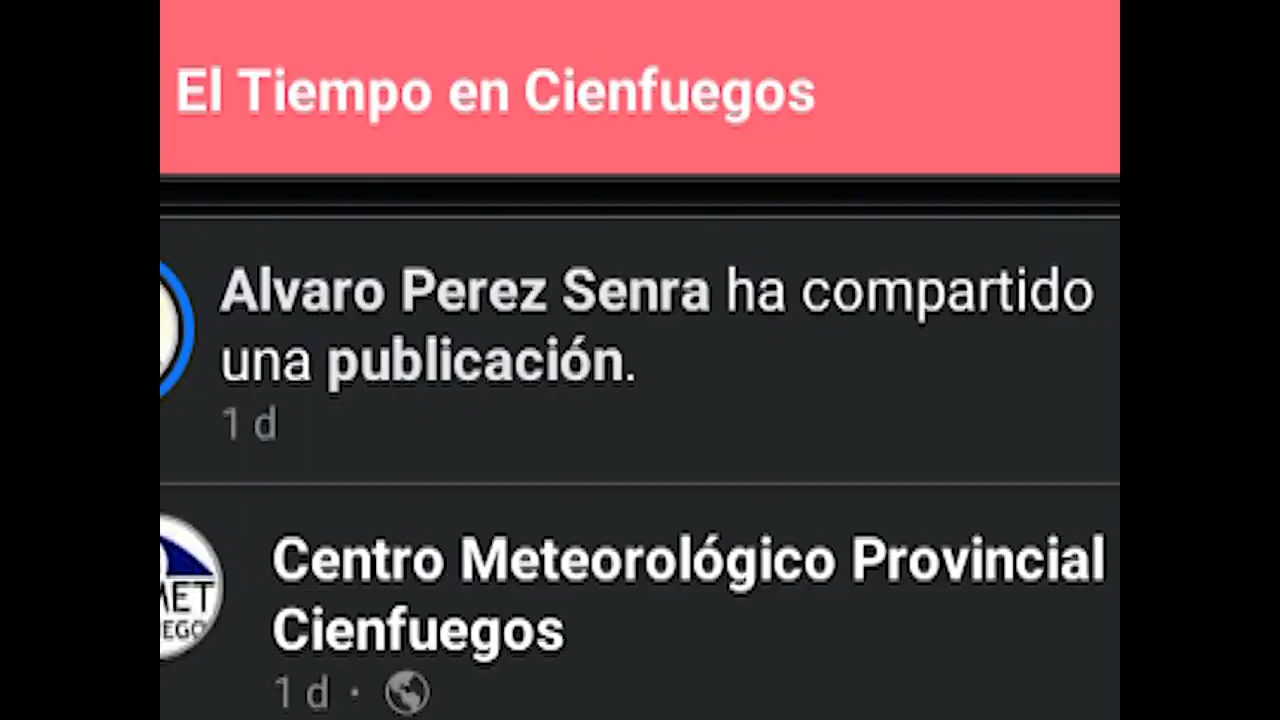 El Tiempo en Cienfuegos
Alvaro Perez Senra ha compartido
una publicación.
1 d
Centro Meteorológico Provincial
Cienfuegos
1 d ·